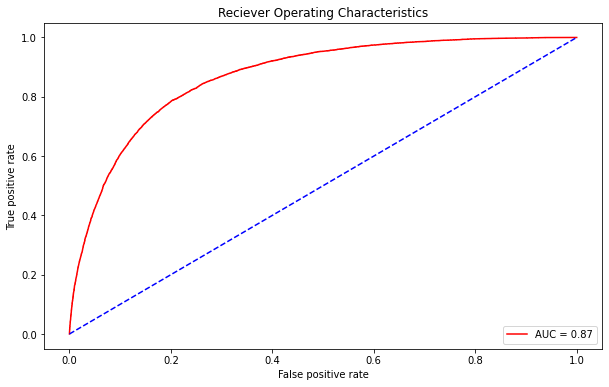 Reciever Operating Characteristics
1.0
0.8
0.6
0.4
0.2
0.0
True positive rate
0.0 0.2 0.4 0.6 0.8 1.0
False positive rate
AUC = 0.87